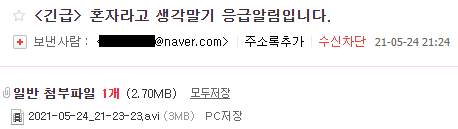 <긴급> 혼자라고 생각말기 응급알림입니다.
보낸사람 : < @naver.com> | 주소록추가 | 수신차단 21-05-24 21:24
일반 첨부파일 1개 (2.70MB) 모두저장
2021-05-24_21-23-23.avi (3MB) PC저장